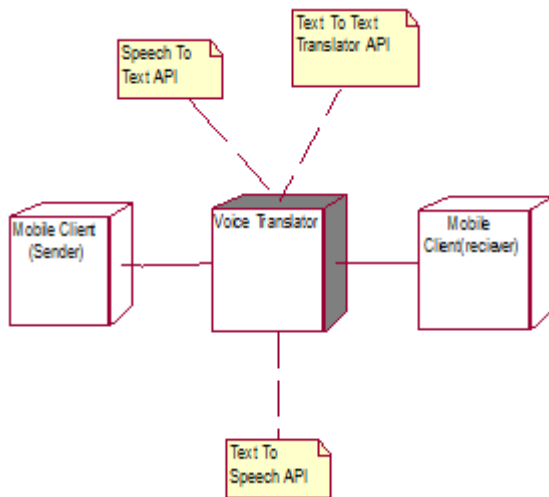 Speech To
Text API
Text To Text
Translator API
Mobile Client
(Sender)
Voice Translator
Mobile
Client(reciever)
Text To
Speech API